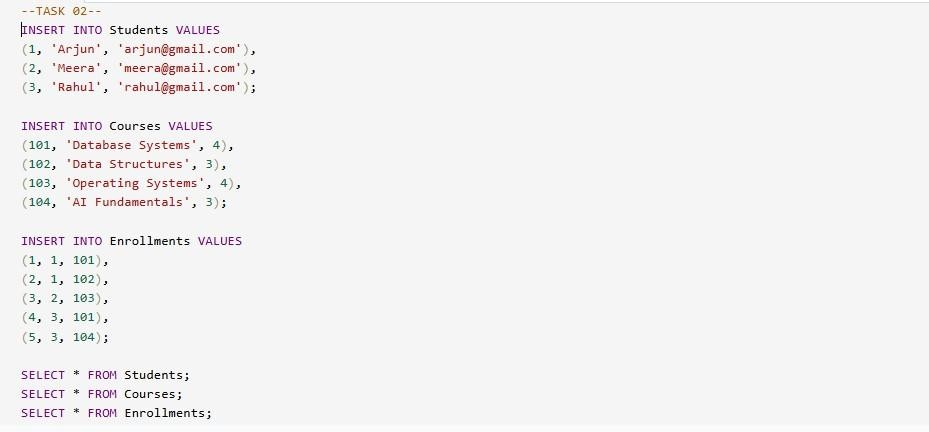 --TASK 02--
INSERT INTO Students VALUES
(1, 'Arjun', 'arjun@gmail.com'),
(2, 'Meera', 'meera@gmail.com'),
(3, 'Rahul', 'rahul@gmail.com');
INSERT INTO Courses VALUES
(101, 'Database Systems', 4),
(102, 'Data Structures', 3),
(103, 'Operating Systems', 4),
(104, 'AI Fundamentals', 3);
INSERT INTO Enrollments VALUES
(1, 1, 101),
(2, 1, 102),
(3, 2, 103),
(4, 3, 101),
(5, 3, 104);
SELECT * FROM Students;
SELECT * FROM Courses;
SELECT * FROM Enrollments;